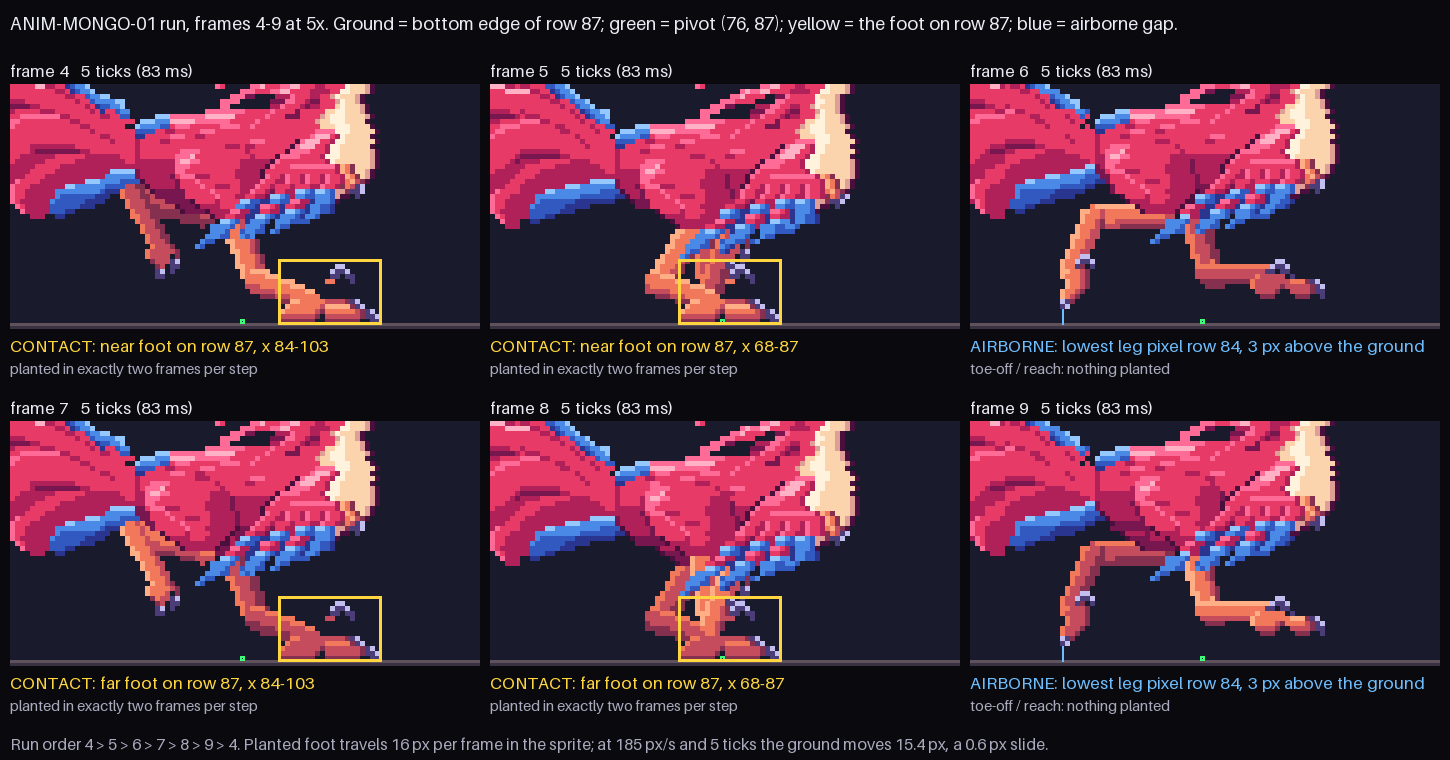 ANIM-MONGO-01 run, frames 4-9 at 5x. Ground = bottom edge of row 87; green = pivot (76, 87); yellow = the foot on row 87; blue = airborne gap.
frame 4 5 ticks (83 ms)
frame 5 5 ticks (83 ms)
frame 6 5 ticks (83 ms)
CONTACT: near foot on row 87, x 84-103
CONTACT: near foot on row 87, x 68-87
AIRBORNE: lowest leg pixel row 84, 3 px above the ground
planted in exactly two frames per step
planted in exactly two frames per step
toe-off / reach: nothing planted
frame 7 5 ticks (83 ms)
frame 8 5 ticks (83 ms)
frame 9 5 ticks (83 ms)
CONTACT: far foot on row 87, x 84-103
CONTACT: far foot on row 87, x 68-87
AIRBORNE: lowest leg pixel row 84, 3 px above the ground
planted in exactly two frames per step
planted in exactly two frames per step
toe-off / reach: nothing planted
Run order 4 > 5 > 6 > 7 > 8 > 9 > 4. Planted foot travels 16 px per frame in the sprite; at 185 px/s and 5 ticks the ground moves 15.4 px, a 0.6 px slide.